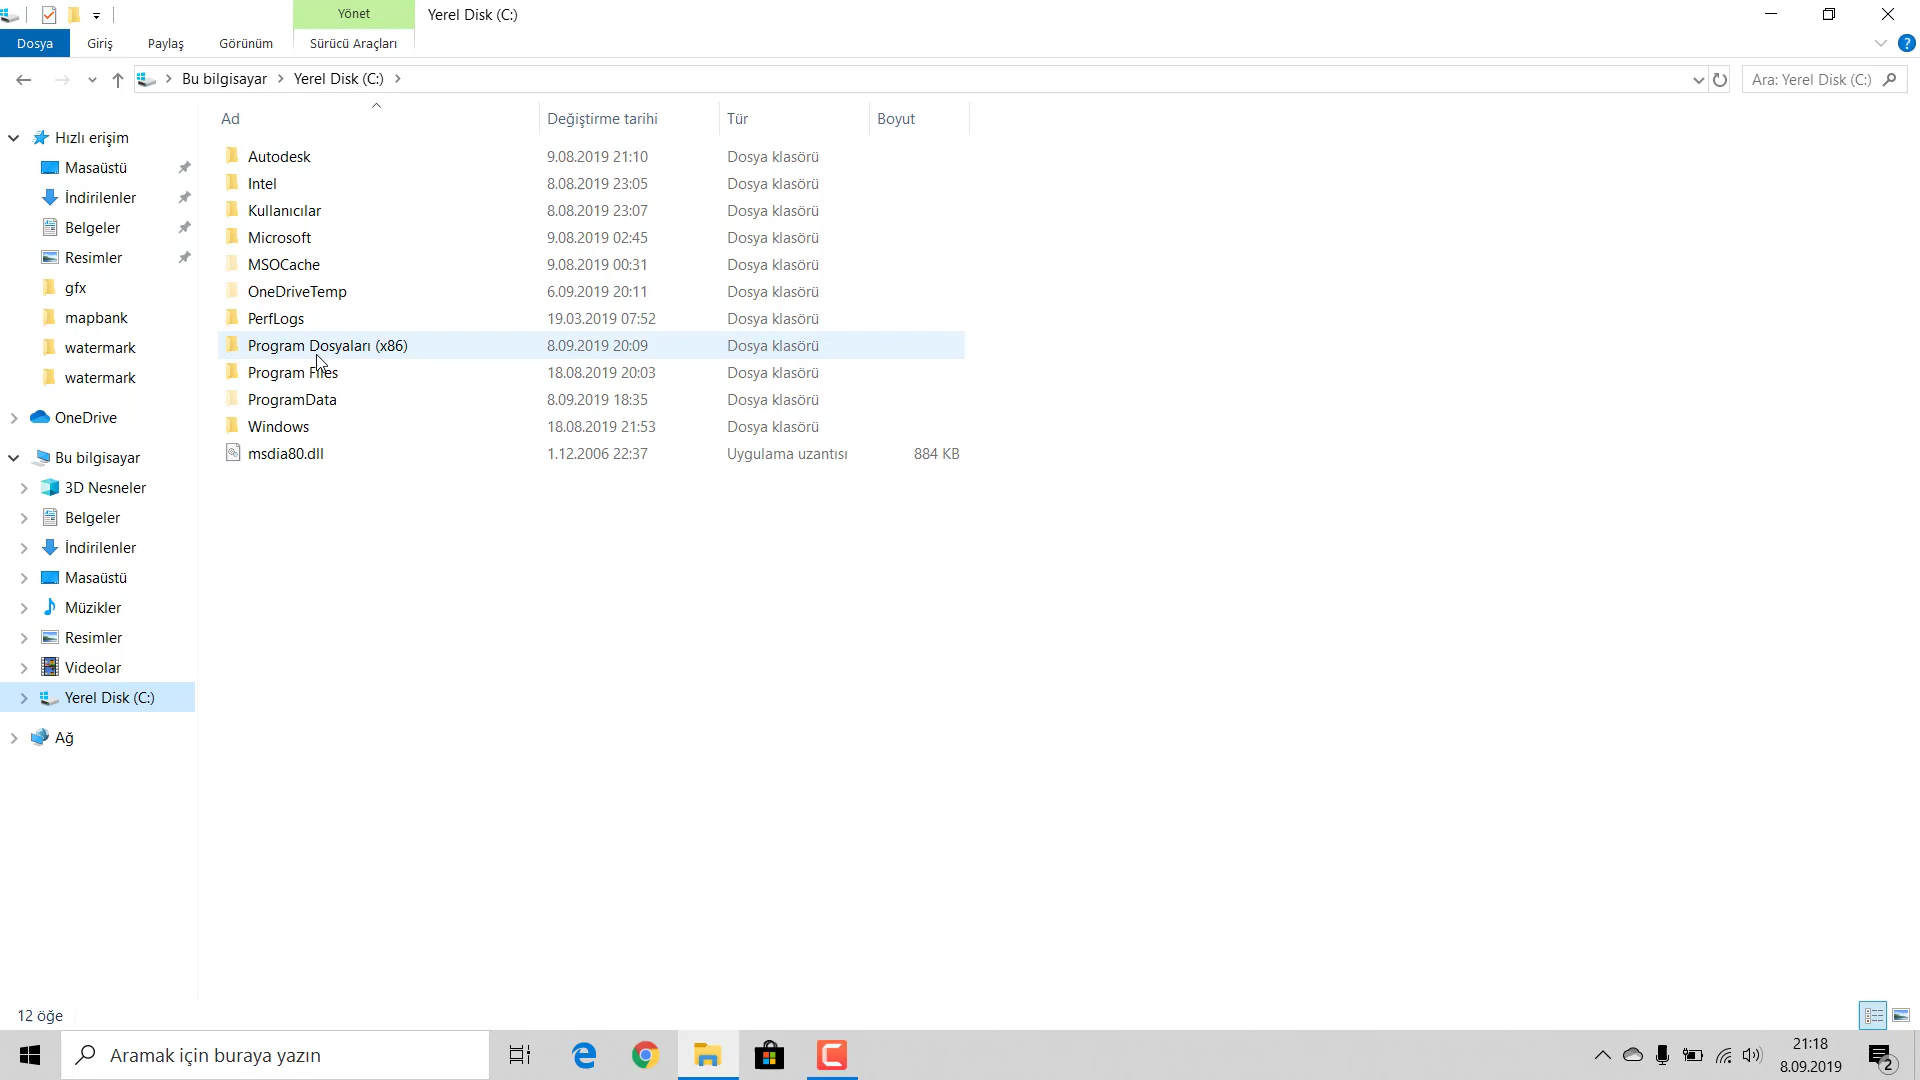 Yönet
Yerel Disk (C:)
Dosya
Giriş
Paylaş
Görünüm
Sürücü Araçları
Bu bilgisayar
Yerel Disk (C:)
Ara: Yerel Disk (C:)
Ad
Değiştirme tarihi
Tür
Boyut
Hızlı erişim
Masaüstü
İndirilenler
Belgeler
Resimler
gfx
mapbank
watermark
watermark
OneDrive
Bu bilgisayar
3D Nesneler
Belgeler
İndirilenler
Masaüstü
Müzikler
Resimler
Videolar
Yerel Disk (C:)
Ağ
Autodesk 9.08.2019 21:10 Dosya klasörü
Intel 8.08.2019 23:05 Dosya klasörü
Kullanıcılar 8.08.2019 23:07 Dosya klasörü
Microsoft 9.08.2019 02:45 Dosya klasörü
MSOCache 9.08.2019 00:31 Dosya klasörü
OneDriveTemp 6.09.2019 20:11 Dosya klasörü
PerfLogs 19.03.2019 07:52 Dosya klasörü
Program Dosyaları (x86) 8.09.2019 20:09 Dosya klasörü
Program Files 18.08.2019 20:03 Dosya klasörü
ProgramData 8.09.2019 18:35 Dosya klasörü
Windows 18.08.2019 21:53 Dosya klasörü
msdia80.dll 1.12.2006 22:37 Uygulama uzantısı 884 KB
12 öğe
Aramak için buraya yazın
21:18
8.09.2019
2